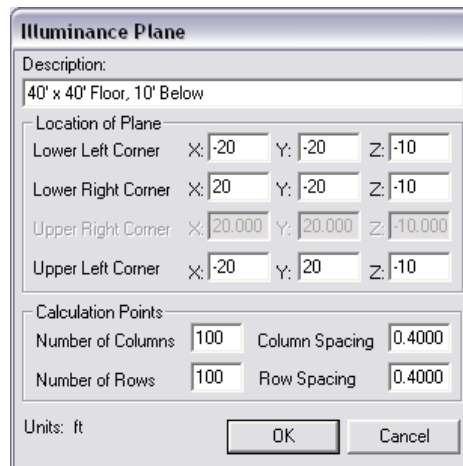 Illuminance Plane
Description:
40' x 40' Floor, 10' Below
Location of Plane
Lower Left Corner X: -20 Y: -20 Z: -10
Lower Right Corner X: 20 Y: -20 Z: -10
Upper Right Corner X: 20.000 Y: 20.000 Z: -10.000
Upper Left Corner X: -20 Y: 20 Z: -10
Calculation Points
Number of Columns 100 Column Spacing 0.4000
Number of Rows 100 Row Spacing 0.4000
Units: ft OK Cancel